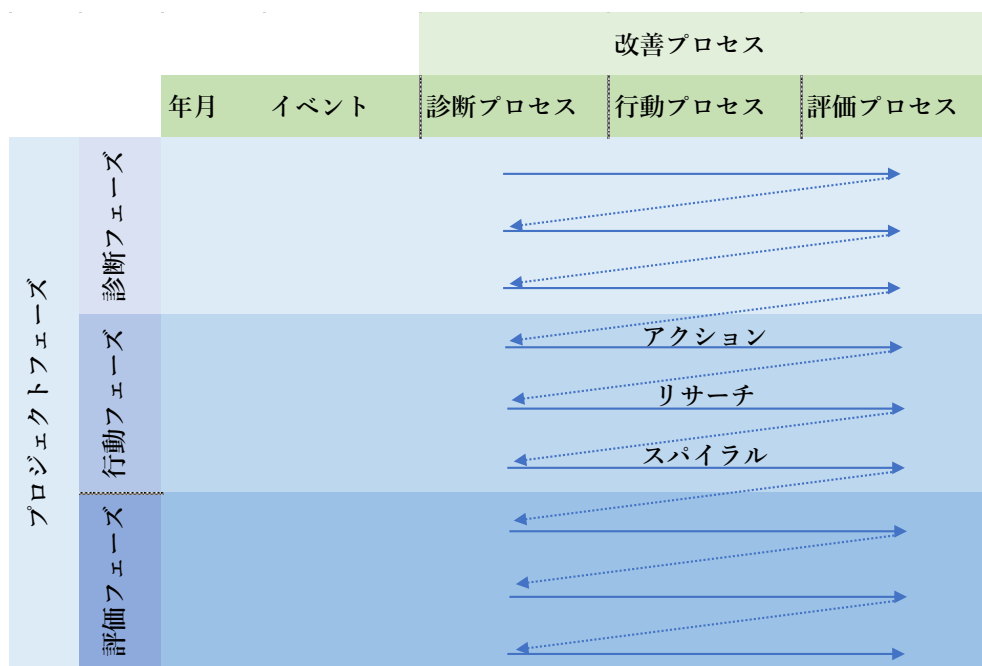 改善プロセス
年月
イベント
診断プロセス
行動プロセス
評価プロセス
プロジェクトフェーズ
診断フェーズ
行動フェーズ
評価フェーズ
アクション
リサーチ
スパイラル